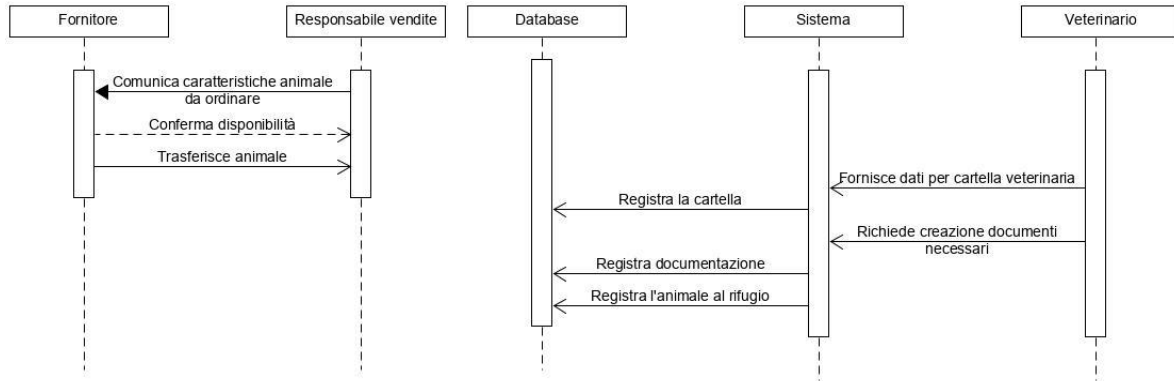 Fornitore
Responsabile vendite
Database
Sistema
Veterinario
Comunica caratteristiche animale
da ordinare
Conferma disponibilità
Trasferisce animale
Fornisce dati per cartella veterinaria
Registra la cartella
Richiede creazione documenti
necessari
Registra documentazione
Registra l'animale al rifugio